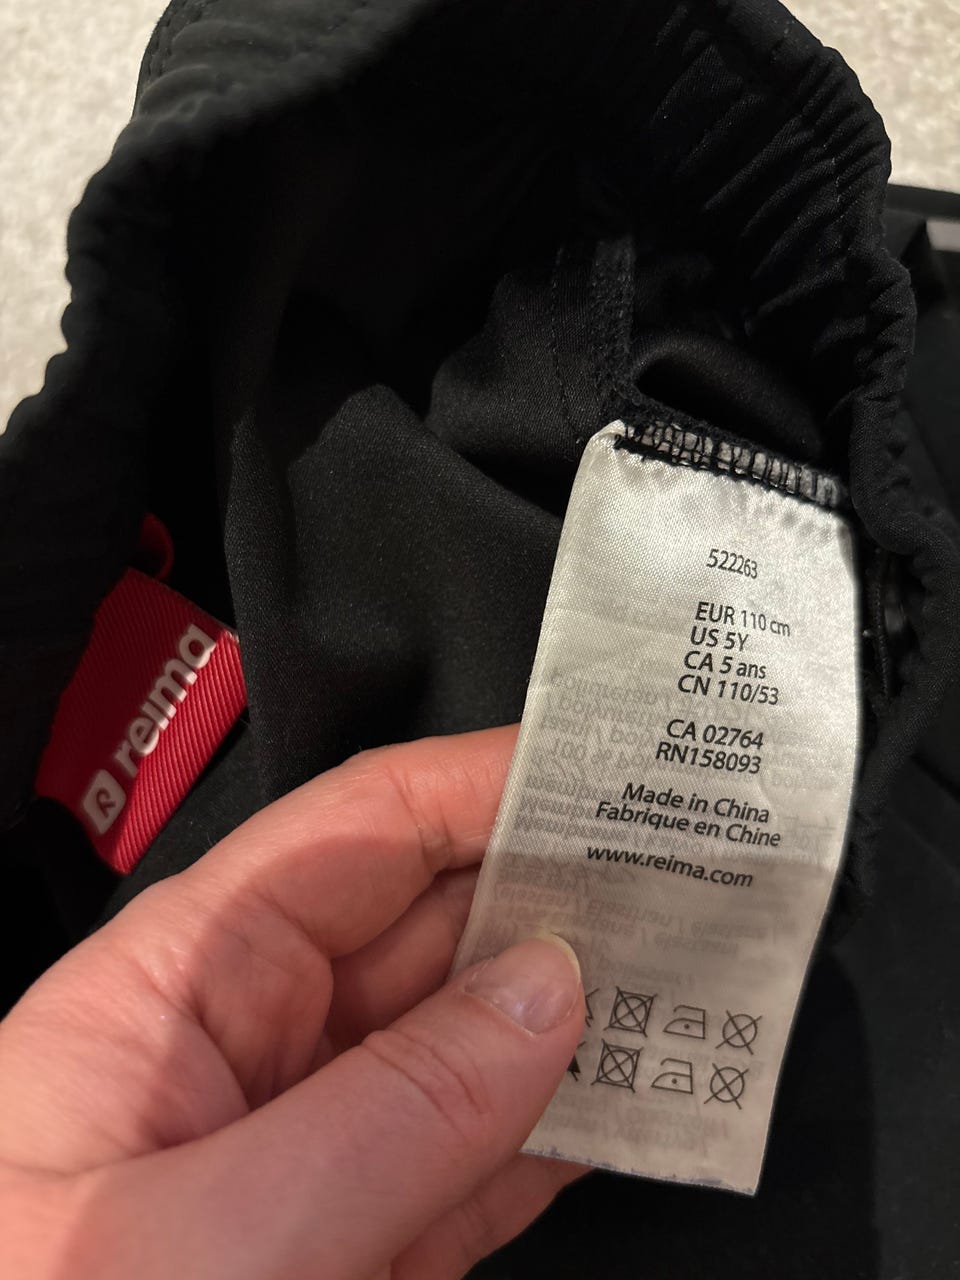 522263
EUR 110 cm
US 5Y
CA 5 ans
CN 110/53
CA 02764
RN158093
Made in China
Fabrique en Chine
www.reima.com
reima